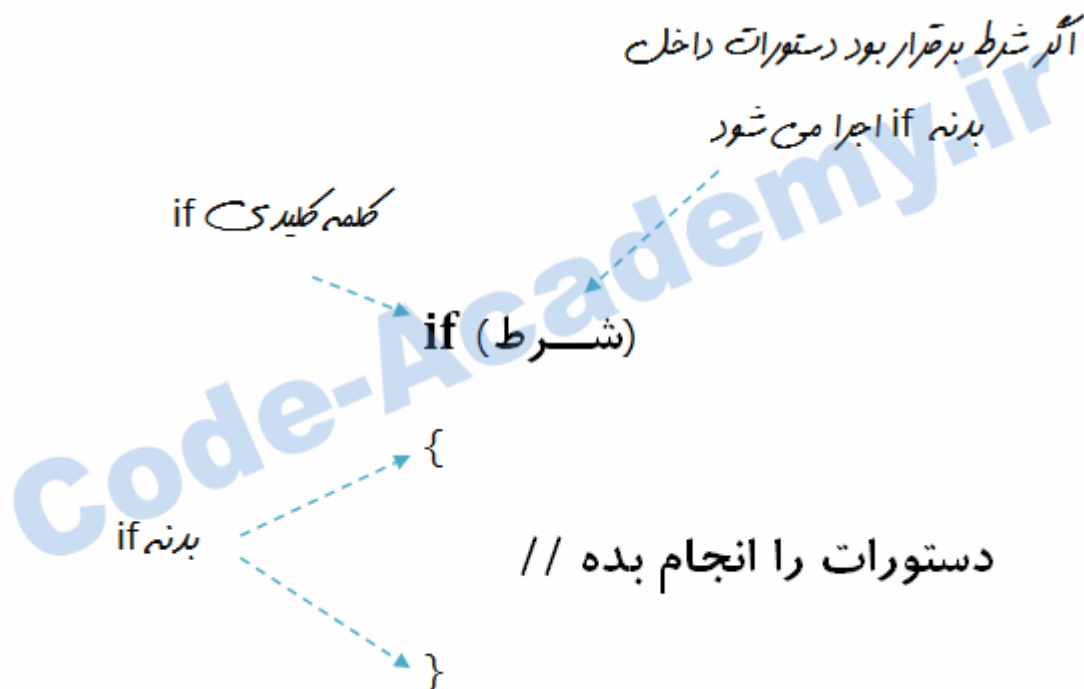 اگر شرط برقرار بود دستورات داخل
بدنه if اجرا می شود
کلمه کلیدی if
if (شــــرط)
{
بدنه if
دستورات را انجام بده //
}
Code-Academy.ir